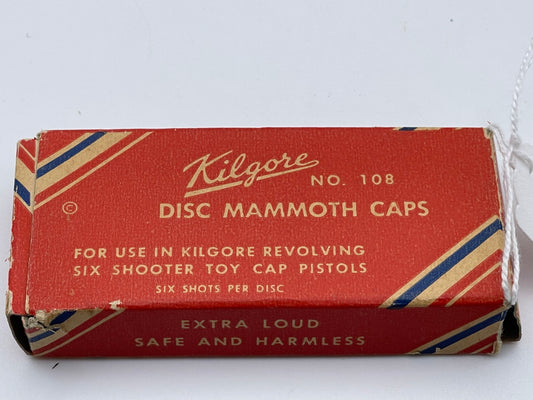 Kilgore NO. 108
©
DISC MAMMOTH CAPS
FOR USE IN KILGORE REVOLVING
SIX SHOOTER TOY CAP PISTOLS
SIX SHOTS PER DISC
EXTRA LOUD
SAFE AND HARMLESS